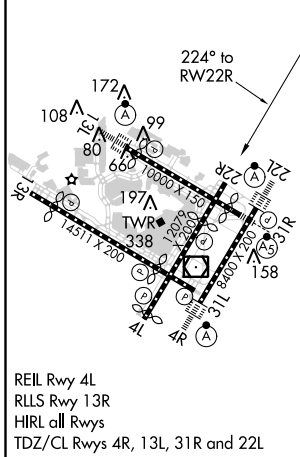 224° to
RW22R
172
A
108
99
13L
80
P
66
10000 X 150
22R
22L
A
13R
197
TWR
338
P
12079
X 200
P
A5
31R
158
14511 X 200
8400 X 200
P
P
4L
4R
31L
A
REIL Rwy 4L
RLLS Rwy 13R
HIRL all Rwys
TDZ/CL Rwys 4R, 13L, 31R and 22L